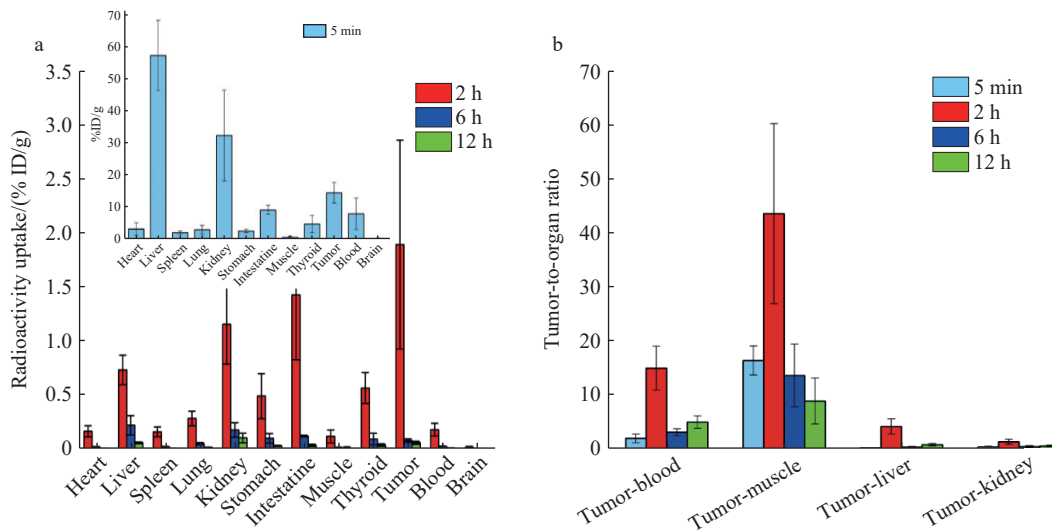 a
Radioactivity uptake/(% ID/g)
3.5
3.0
2.5
2.0
1.5
1.0
0.5
0
2 h
6 h
12 h
Heart
Liver
Spleen
Lung
Kidney
Stomach
Intestatine
Muscle
Thyroid
Tumor
Blood
Brain
%ID/g
70
60
50
40
30
20
10
0
5 min
Heart
Liver
Spleen
Lung
Kidney
Stomach
Intestatine
Muscle
Thyroid
Tumor
Blood
Brain
b
Tumor-to-organ ratio
70
60
50
40
30
20
10
0
5 min
2 h
6 h
12 h
Tumor-blood
Tumor-muscle
Tumor-liver
Tumor-kidney